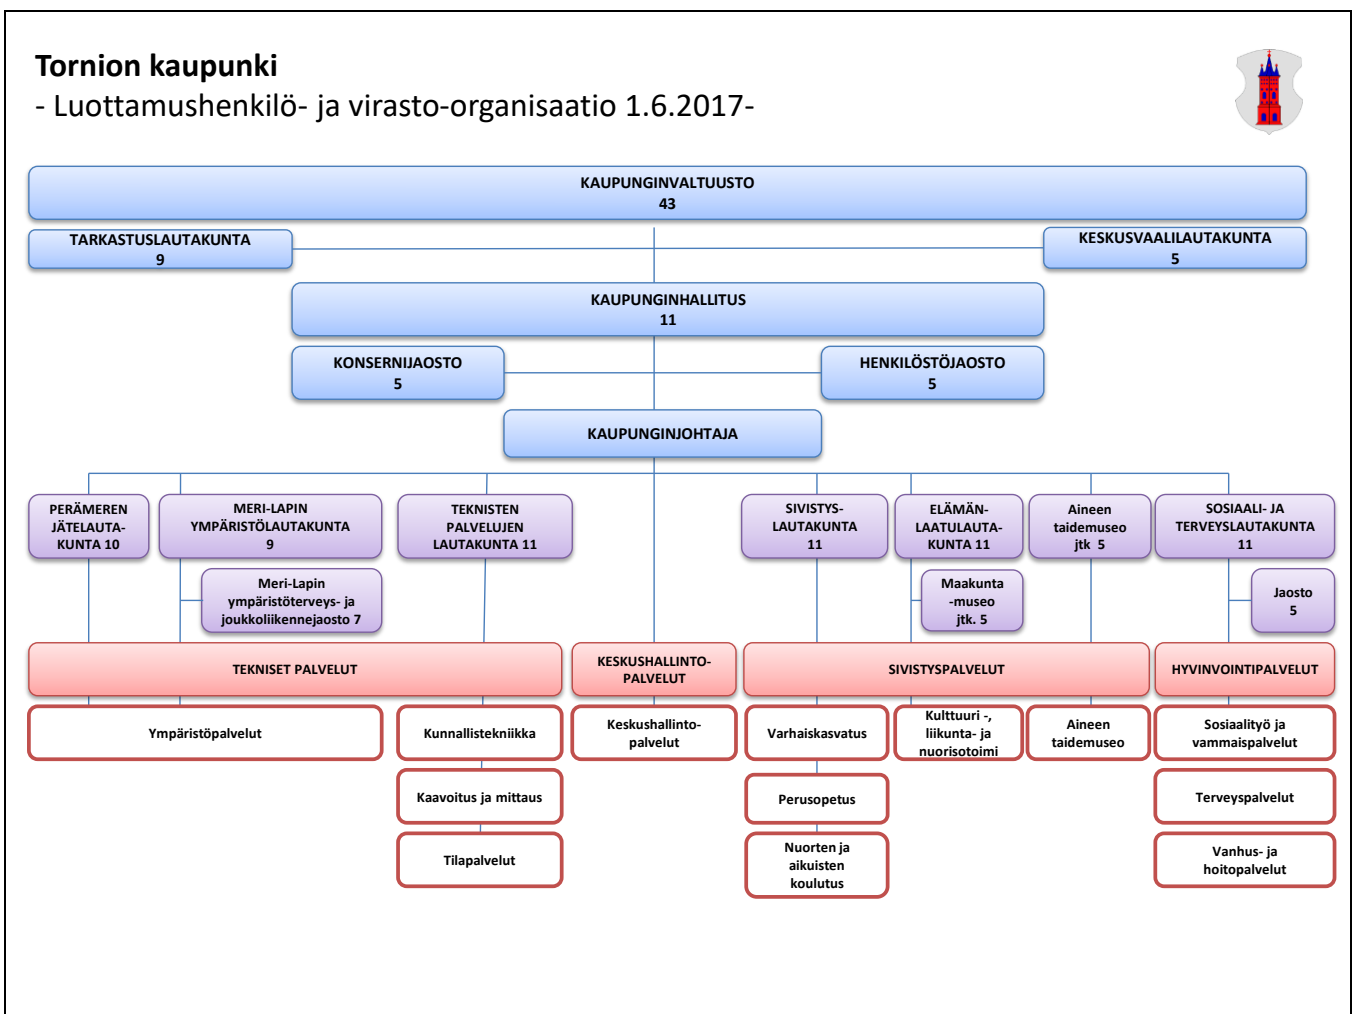 Tornion kaupunki
- Luottamushenkilö- ja virasto-organisaatio 1.6.2017-
KAUPUNGINVALTUUSTO
43
TARKASTUSLAUTAKUNTA
9
KESKUSVAALILAUTAKUNTA
5
KAUPUNGINHALLITUS
11
KONSERNIJAOSTO
5
HENKILÖSTÖJAOSTO
5
KAUPUNGINJOHTAJA
PERÄMEREN
JÄTELAUTA-
KUNTA 10
MERI-LAPIN
YMPÄRISTÖLAUTAKUNTA
9
TEKNISTEN
PALVELUJEN
LAUTAKUNTA 11
SIVISTYS-
LAUTAKUNTA
11
ELÄMÄN-
LAATULAUTA-
KUNTA 11
Aineen
taidemuseo
jtk 5
SOSIAALI- JA
TERVEYSLAUTAKUNTA
11
Meri-Lapin
ympäristöterveys- ja
joukkoliikennejaosto 7
Maakunta
-museo
jtk. 5
Jaosto
5
TEKNISET PALVELUT
KESKUSHALLINTO-
PALVELUT
SIVISTYSPALVELUT
HYVINVOINTIPALVELUT
Ympäristöpalvelut
Kunnallistekniikka
Keskushallinto-
palvelut
Varhaiskasvatus
Kulttuuri -,
liikunta- ja
nuorisotoimi
Aineen
taidemuseo
Sosiaalityö ja
vammaispalvelut
Kaavoitus ja mittaus
Perusopetus
Terveyspalvelut
Tilapalvelut
Nuorten ja
aikuisten
koulutus
Vanhus- ja
hoitopalvelut